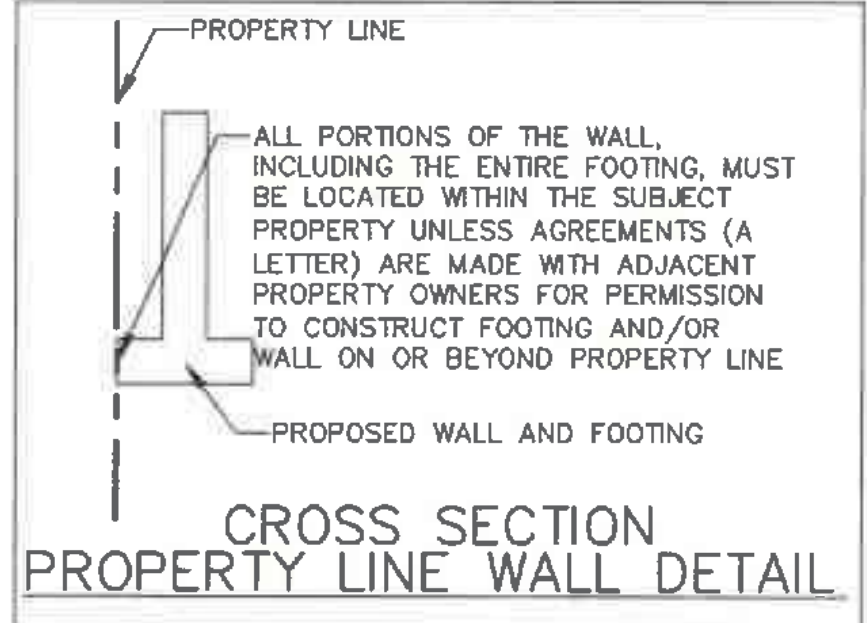 PROPERTY LINE
ALL PORTIONS OF THE WALL,
INCLUDING THE ENTIRE FOOTING, MUST
BE LOCATED WITHIN THE SUBJECT
PROPERTY UNLESS AGREEMENTS (A
LETTER) ARE MADE WITH ADJACENT
PROPERTY OWNERS FOR PERMISSION
TO CONSTRUCT FOOTING AND/OR
WALL ON OR BEYOND PROPERTY LINE
PROPOSED WALL AND FOOTING
CROSS SECTION
PROPERTY LINE WALL DETAIL